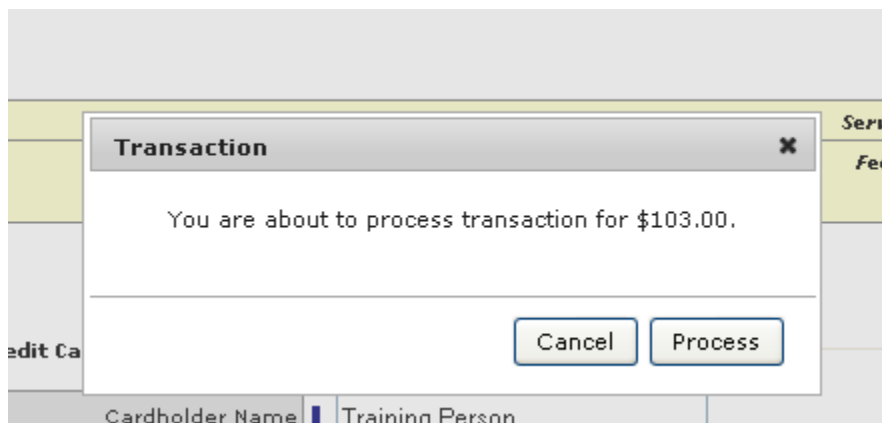 Transaction
You are about to process transaction for $103.00.
Cancel Process
Cardholder Name Training Person